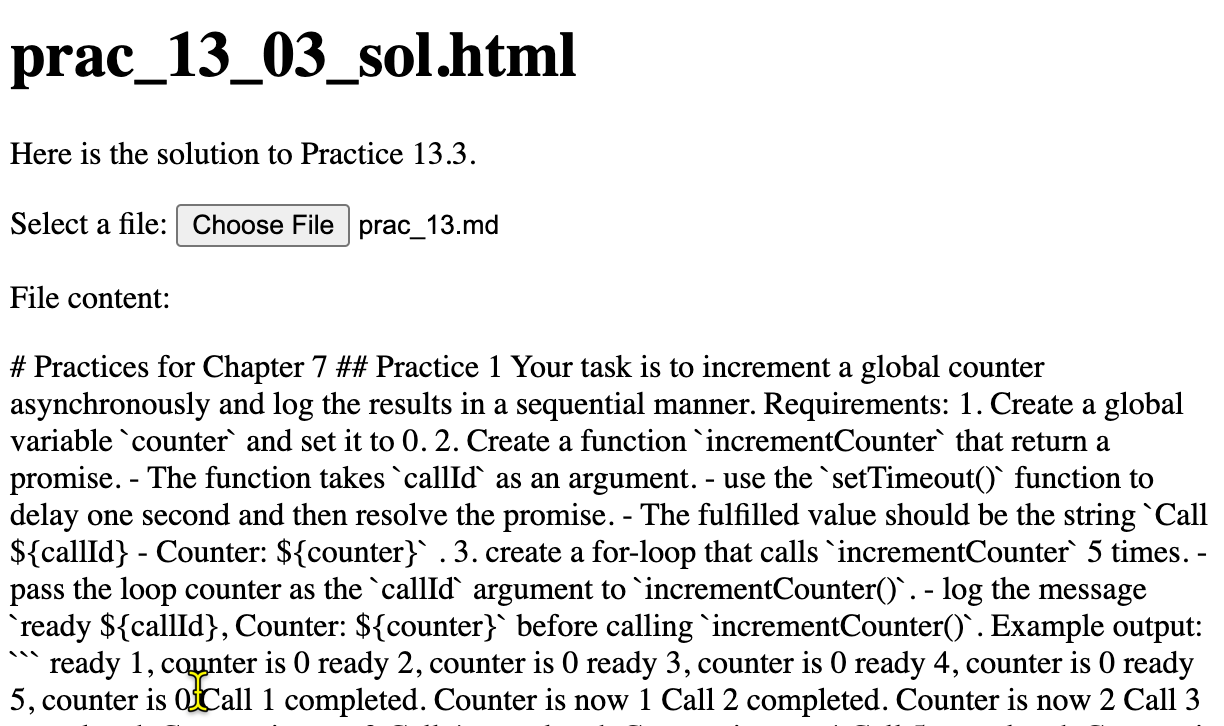 prac_13_03_sol.html
Here is the solution to Practice 13.3.
Select a file: Choose File prac_13.md
File content:
# Practices for Chapter 7 ## Practice 1 Your task is to increment a global counter
asynchronously and log the results in a sequential manner. Requirements: 1. Create a global
variable `counter` and set it to 0. 2. Create a function `incrementCounter` that return a
promise. - The function takes `callId` as an argument. - use the `setTimeout()` function to
delay one second and then resolve the promise. - The fulfilled value should be the string `Call
${callId} - Counter: ${counter}` . 3. create a for-loop that calls `incrementCounter` 5 times. -
pass the loop counter as the `callId` argument to `incrementCounter()`. - log the message
`ready ${callId}, Counter: ${counter}` before calling `incrementCounter()`. Example output:
``` ready 1, counter is 0 ready 2, counter is 0 ready 3, counter is 0 ready 4, counter is 0 ready
5, counter is 0 Call 1 completed. Counter is now 1 Call 2 completed. Counter is now 2 Call 3